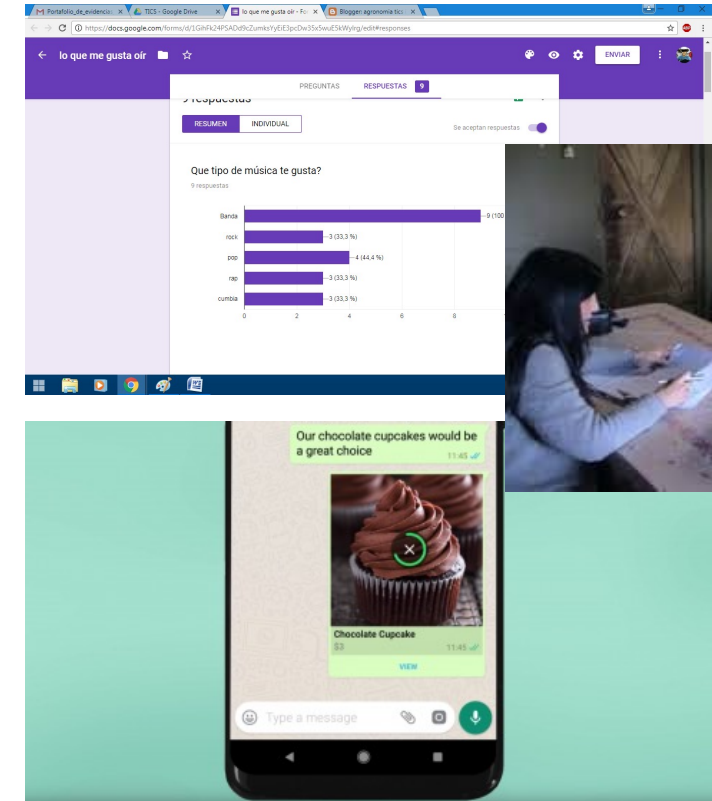 Portafolio_de_evidencias
TICS - Google Drive
lo que me gusta oír - Fo
Blogger: agronomia tics
https://docs.google.com/forms/d/1GihFk24PSADd9cZumksYyEiE3pcDw35x5wuE5kWylrg/edit#responses
lo que me gusta oír
ENVIAR
PREGUNTAS
RESPUESTAS 9
9 respuestas
RESUMEN
INDIVIDUAL
Se aceptan respuestas
Que tipo de música te gusta?
9 respuestas
Banda
9 (100
rock
3 (33,3 %)
pop
4 (44,4 %)
rap
3 (33,3 %)
cumbia
3 (33,3 %)
0 2 4 6 8
Our chocolate cupcakes would be
a great choice
11:45
Chocolate Cupcake
$3
11:45
VIEW
Type a message